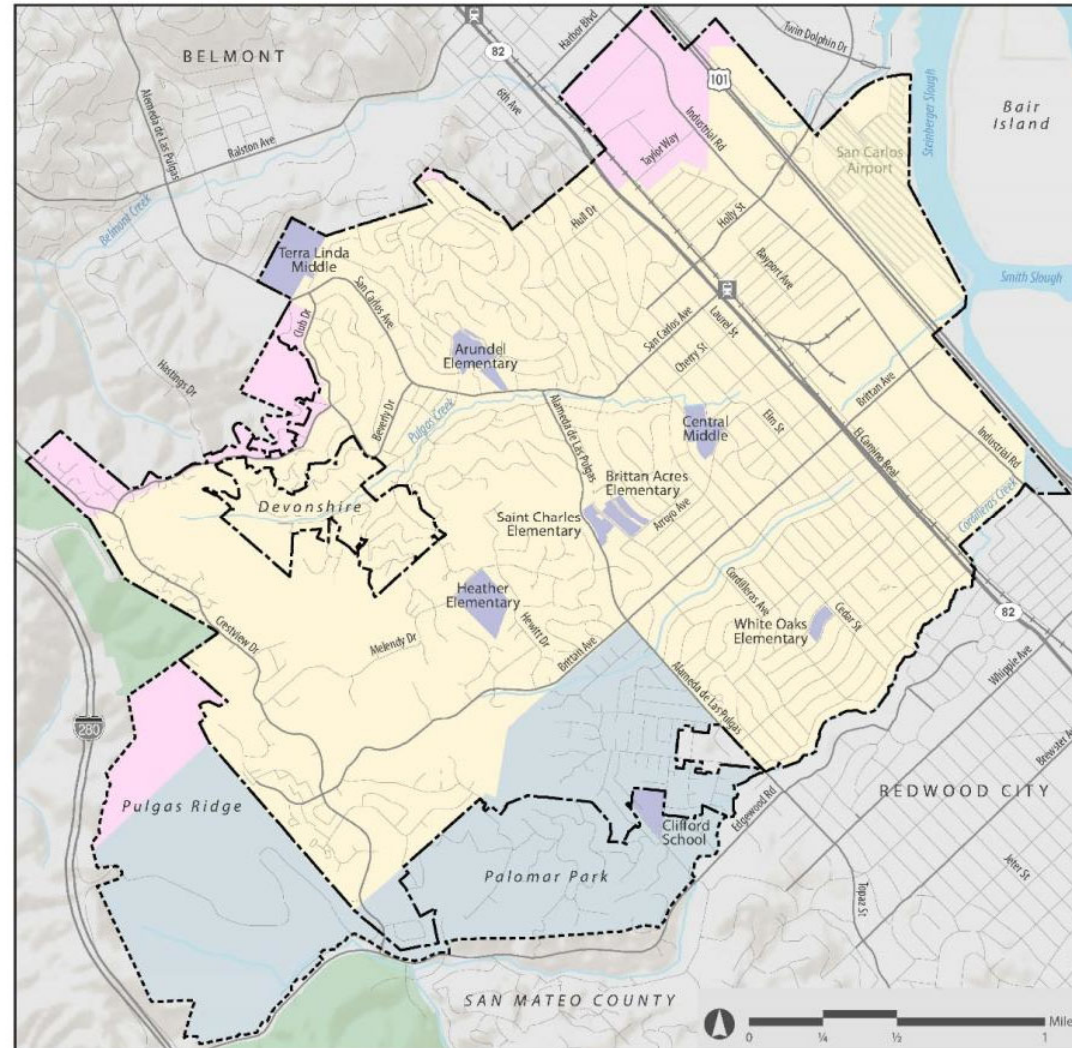 BELMONT
Harbor Blvd
Twin Dolphin Dr
82
6th Ave
101
Steinberger Slough
Bair
Island
Alameda de Las Pulgas
Ralston Ave
Industrial Rd
Taylor Way
San Carlos
Airport
Belmont Creek
Hull Dr
Holly St
Terra Linda
Middle
Bayport Ave
Smith Slough
San Carlos Ave
Club Dr
Laurel St
San Carlos Ave
Arundel
Elementary
Cherry St
Hastings Dr
Brittan Ave
Beverly Dr
Pulgas Creek
Alameda de Las Pulgas
Central
Middle
Elm St
El Camino Real
Industrial Rd
Brittan Acres
Elementary
Devonshire
Saint Charles
Elementary
Arroyo Ave
Cordilleras Creek
Heather
Elementary
Cordilleras Ave
Cedar St
White Oaks
Elementary
82
Crestview Dr
Melendy Dr
Hewitt Dr
Brittan Ave
Whipple Ave
Alameda de Las Pulgas
280
Brewster A
Pulgas Ridge
REDWOOD CITY
Edgewood Rd
Clifford
School
Palomar Park
Jeter St
Topaz St
SAN MATEO COUNTY
Miles
0 ¼ ½ 1